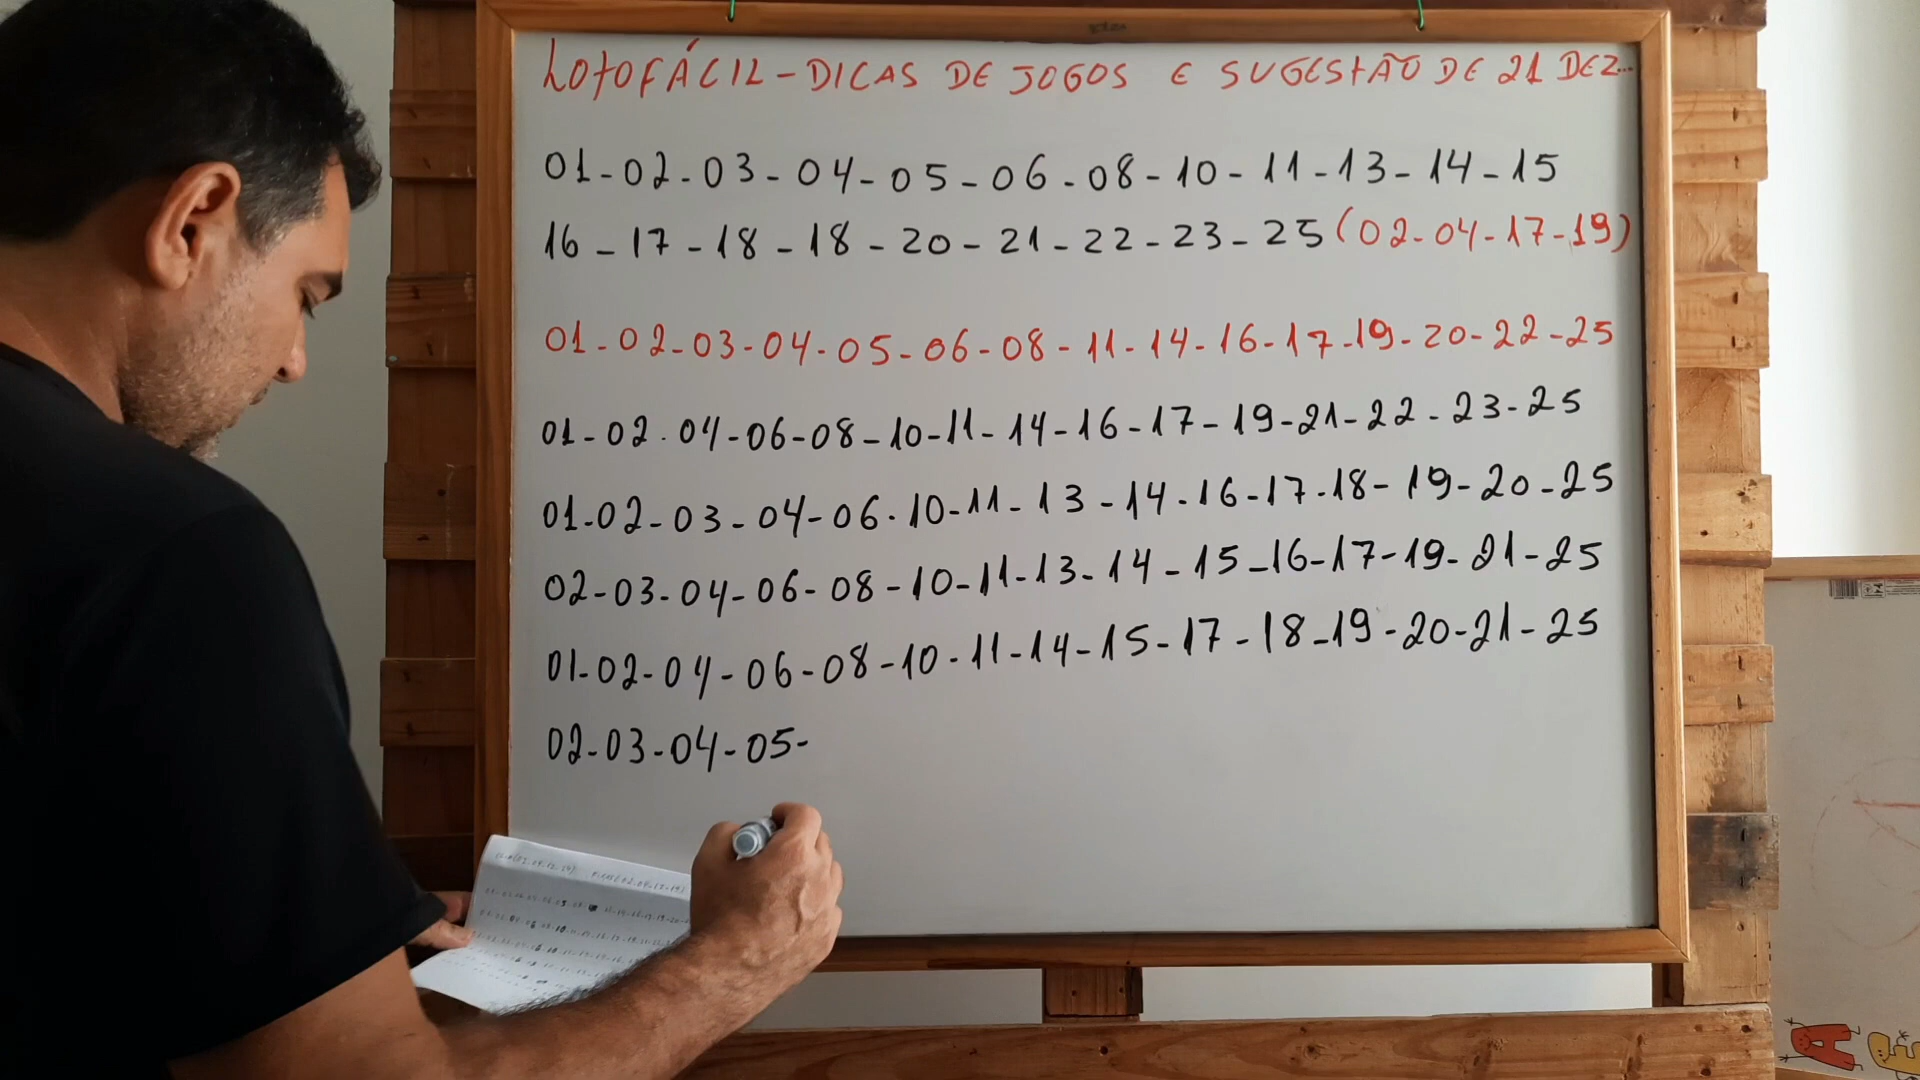 LOTOFÁCIL - DICAS DE JOGOS E SUGESTÃO DE 21 DEZ...
01 - 02 - 03 - 04 - 05 - 06 - 08 - 10 - 11 - 13 - 14 - 15
16 - 17 - 18 - 18 - 20 - 21 - 22 - 23 - 25 (02-04-17-19)
01-02-03-04-05-06-08-11-14-16-17-19-20-22-25
01-02.04-06-08-10-11-14-16-17-19-21-22-23-25
01-02-03-04-06.10-11-13-14-16-17.18-19-20-25
02-03-04-06-08-10-11-13-14-15-16-17-19-21-25
01-02-04-06-08-10-11-14-15-17-18-19-20-21-25
02-03-04-05-
A
E